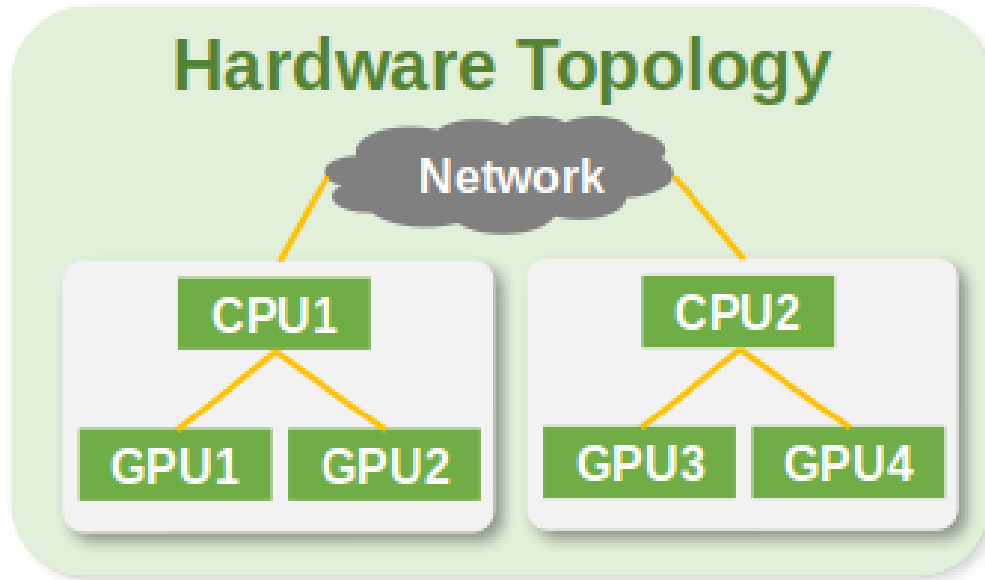 Hardware Topology
Network
CPU1
CPU2
GPU1
GPU2
GPU3
GPU4